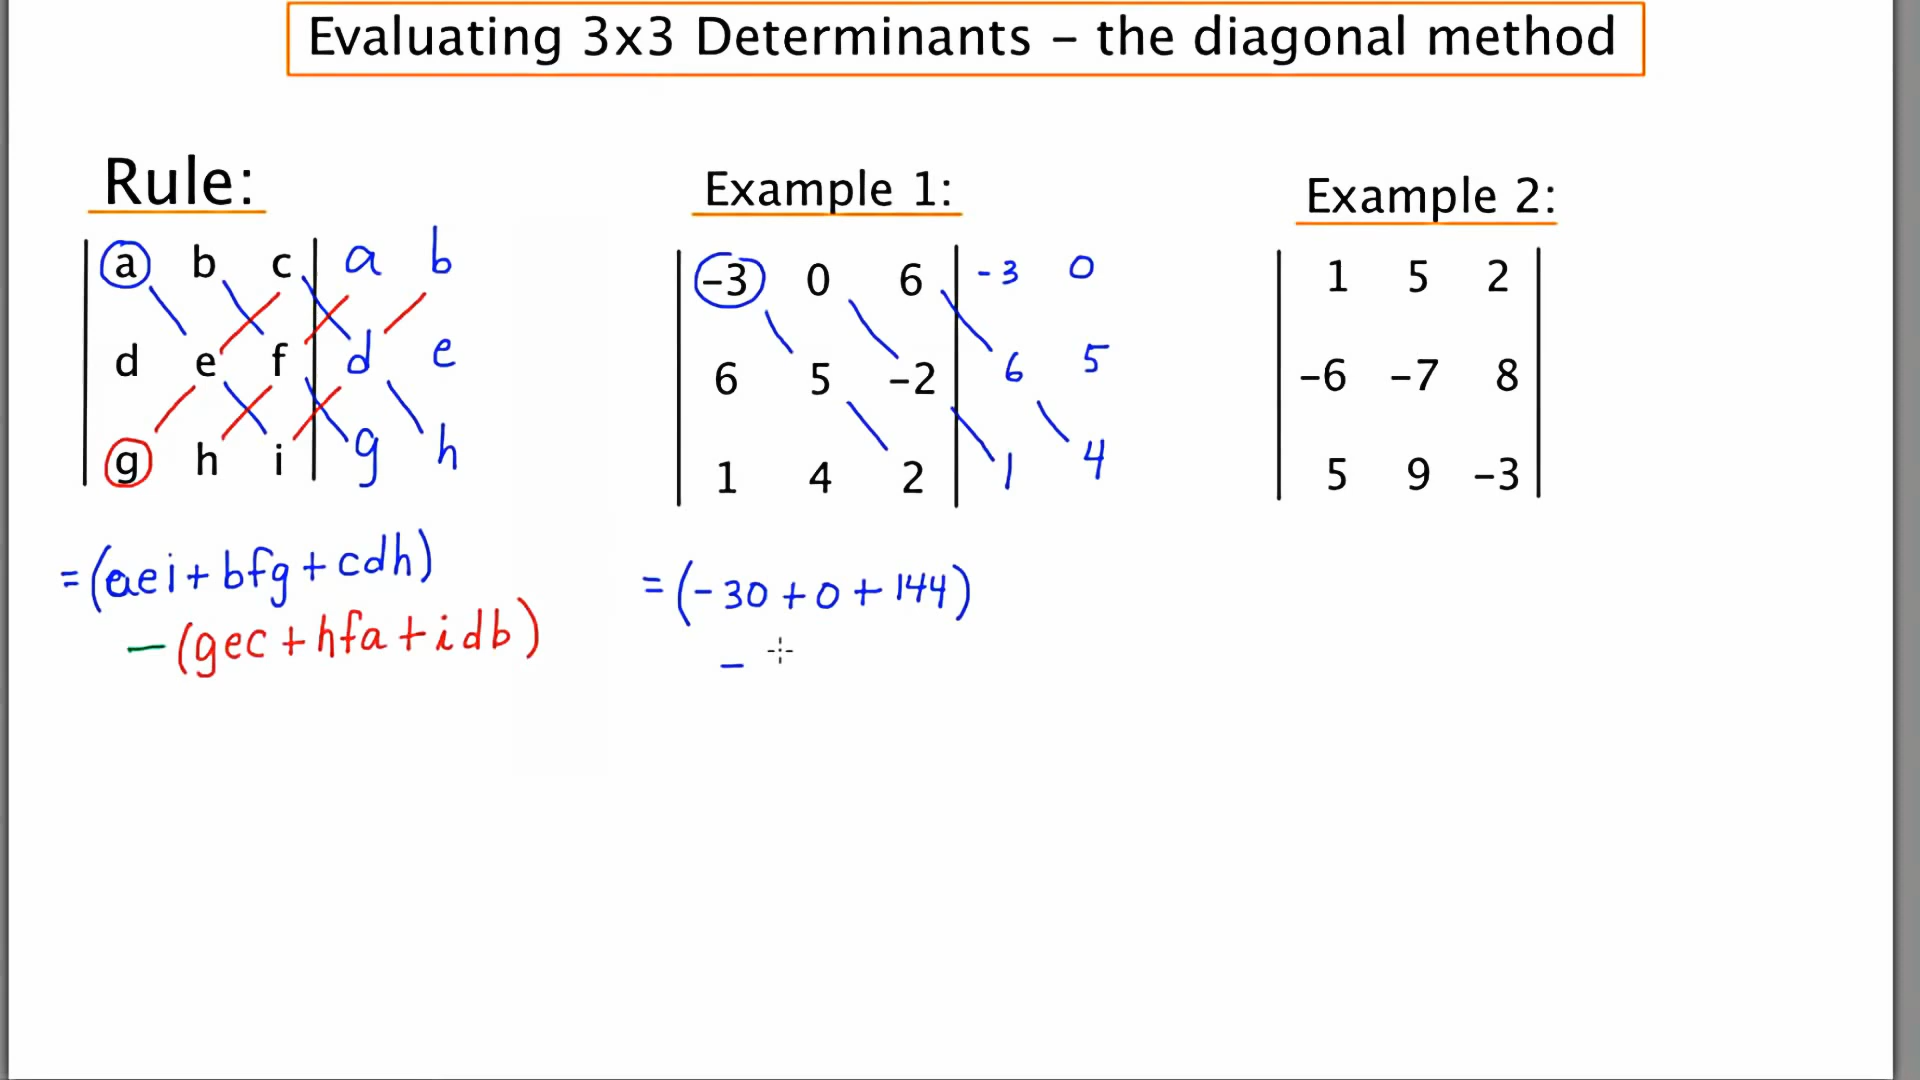 Evaluating 3x3 Determinants – the diagonal method
Rule:
a b c a b
d e f d e
g h i g h
=(aei+bfg+cdh)
–(gec+hfa+idb)
Example 1:
–3 0 6 -3 0
6 5 –2 6 5
1 4 2 1 4
=(-30+0+144)
–
Example 2:
1 5 2
–6 –7 8
5 9 –3